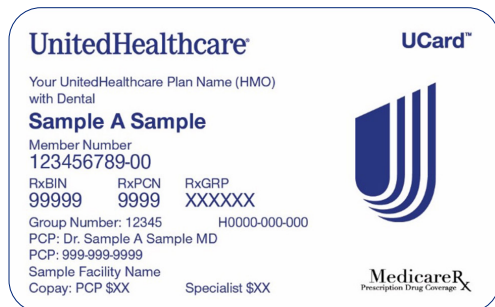 UnitedHealthcare® UCard™
Your UnitedHealthcare Plan Name (HMO)
with Dental
Sample A Sample
Member Number
123456789-00
RxBIN RxPCN RxGRP
99999 9999 XXXXXX
Group Number: 12345 H0000-000-000
PCP: Dr. Sample A Sample MD
PCP: 999-999-9999
Sample Facility Name
Copay: PCP $XX Specialist $XX
MedicareRx
Prescription Drug Coverage